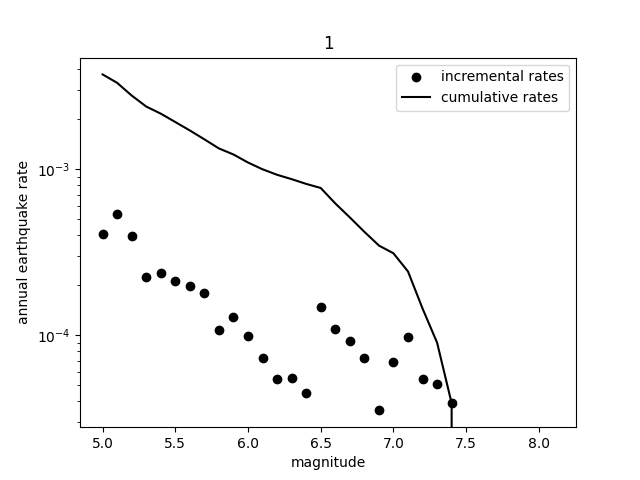 1
incremental rates
cumulative rates
annual earthquake rate
10⁻³
10⁻⁴
5.0 5.5 6.0 6.5 7.0 7.5 8.0
magnitude